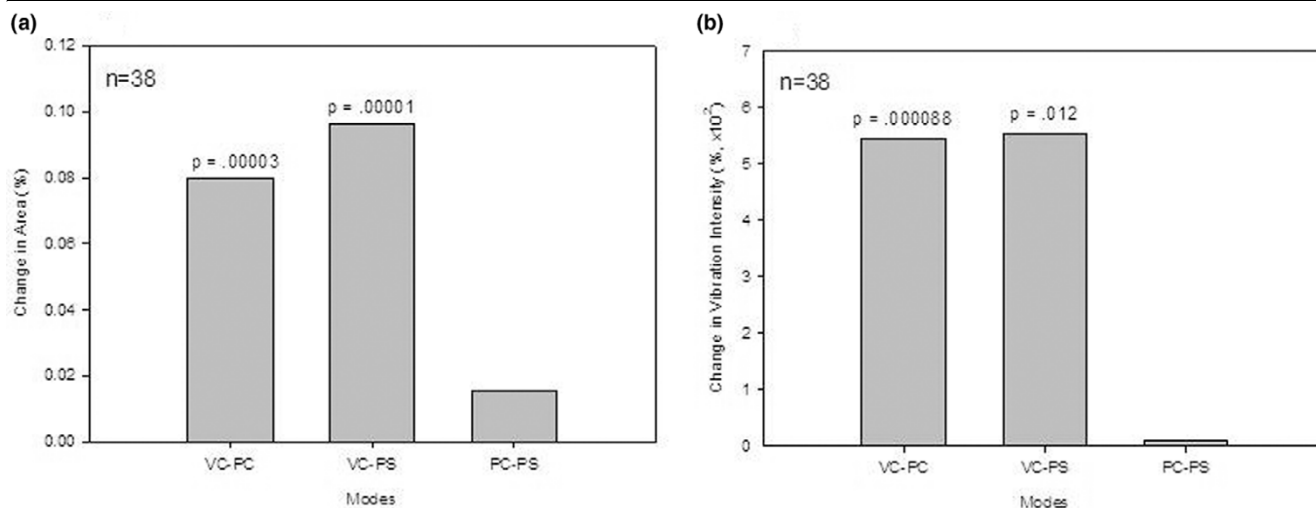 (a)
Change in Area (%)
0.12
0.10
0.08
0.06
0.04
0.02
0.00
n=38
p = .00003
p = .00001
VC-PC
VC-PS
PC-PS
Modes
(b)
Change in Vibration Intensity (%, x10⁻²)
7
6
5
4
3
2
1
0
n=38
p = .000088
p = .012
VC-PC
VC-PS
PC-PS
Modes